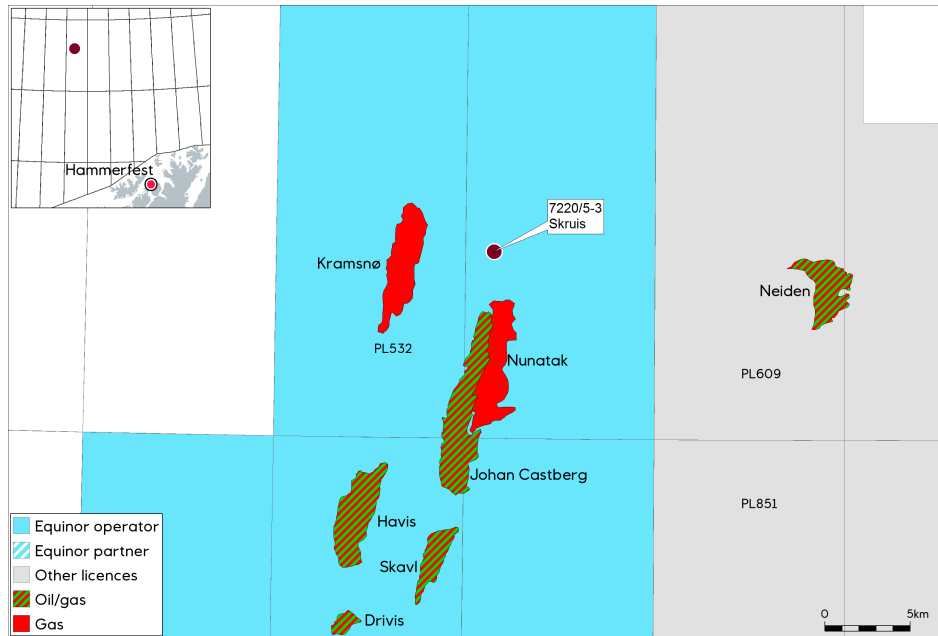 Hammerfest
7220/5-3
Skruis
Kramsnø
Neiden
PL532
Nunatak
PL609
Johan Castberg
PL851
Havis
Skavl
Drivis
Equinor operator
Equinor partner
Other licences
Oil/gas
Gas
0 5km